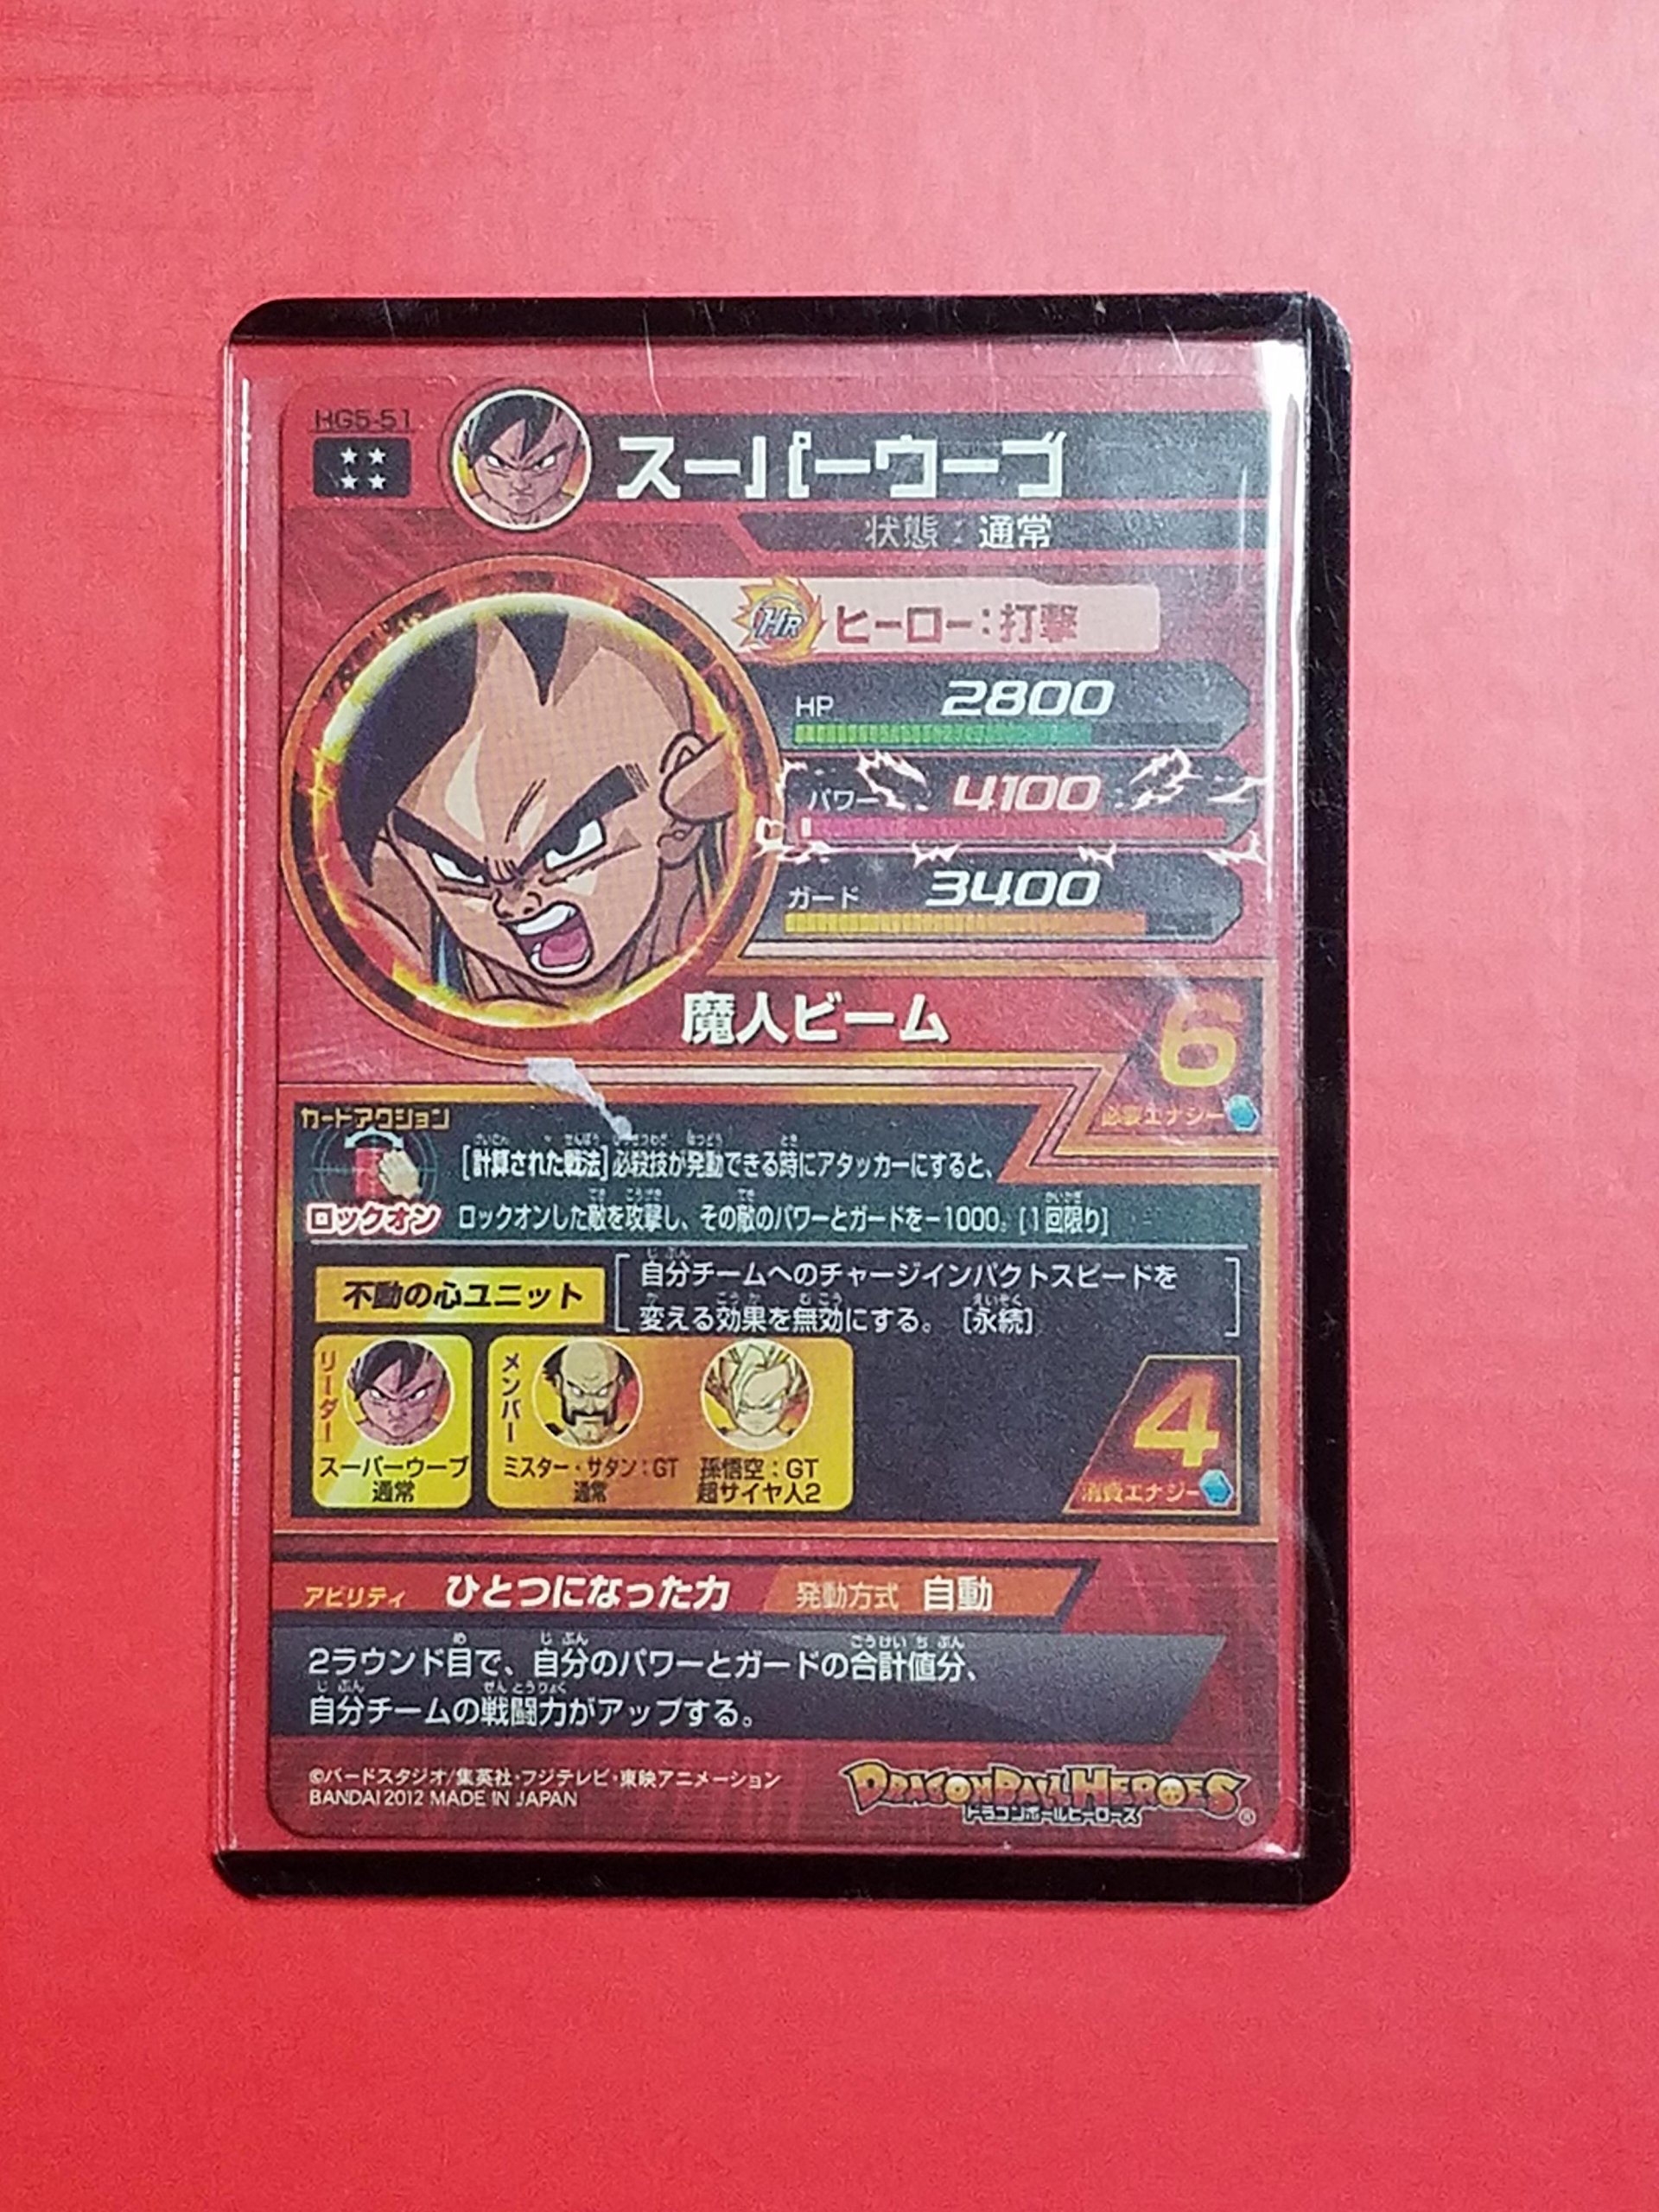 HG5-51
スーパーウーブ
状態：通常
HR ヒーロー：打撃
HP 2800
パワー 4100
ガード 3400
魔人ビーム
6
必要エナジー
カードアクション
ロックオン
[計算された戦法]必殺技が発動できる時にアタッカーにすると、
ロックオンした敵を攻撃し、その敵のパワーとガードを−1000。[1回限り]
不動の心ユニット
自分チームへのチャージインパクトスピードを
変える効果を無効にする。[永続]
リーダー
スーパーウーブ
通常
メンバー
ミスター・サタン：GT
通常
孫悟空：GT
超サイヤ人2
4
消費エナジー
アビリティ ひとつになった力 発動方式 自動
2ラウンド目で、自分のパワーとガードの合計値分、
自分チームの戦闘力がアップする。
©バードスタジオ/集英社・フジテレビ・東映アニメーション
BANDAI 2012 MADE IN JAPAN
DRAGONBALL HEROES
ドラゴンボールヒーローズ
®